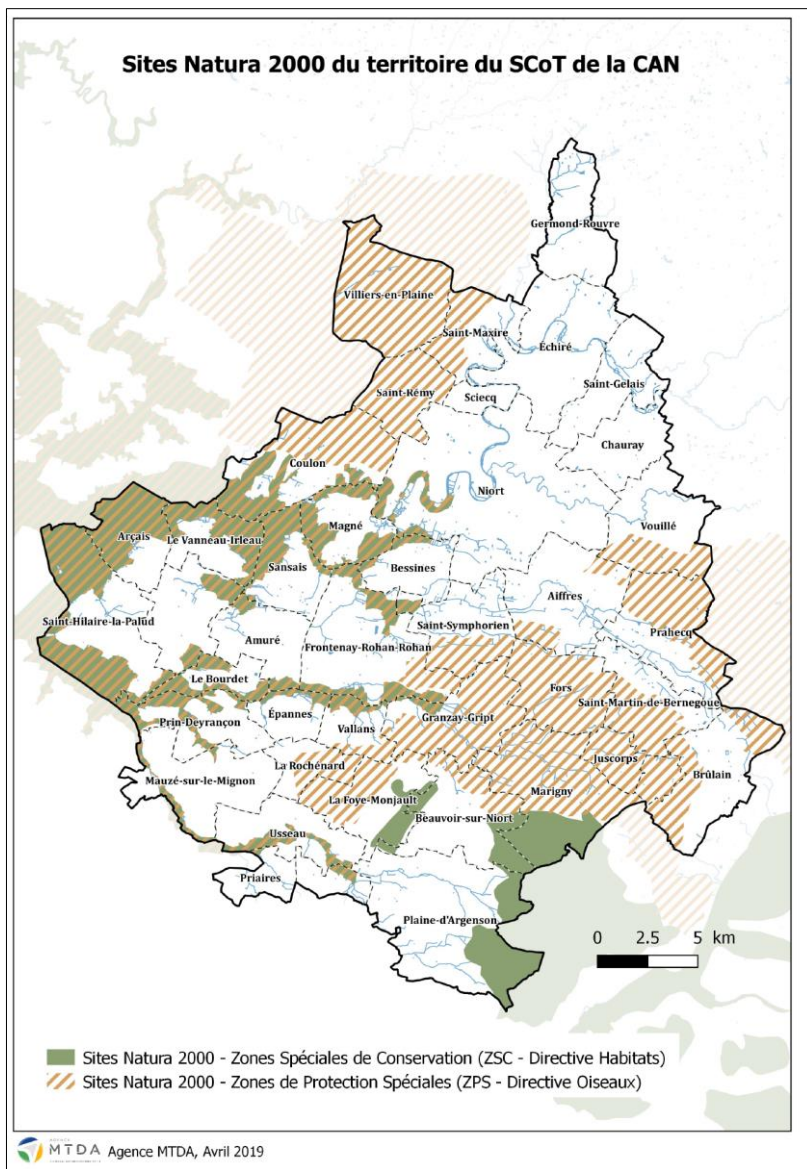 Sites Natura 2000 du territoire du SCoT de la CAN
Germond-Rouvre
Villiers-en-Plaine
Saint-Maxire
Échiré
Saint-Gelais
Saint-Rémy
Sciecq
Chauray
Coulon
Niort
Magné
Vouillé
Arçais
Le Vanneau-Irleau
Sansais
Bessines
Aiffres
Saint-Hilaire-la-Palud
Saint-Symphorien
Prahecq
Amuré
Frontenay-Rohan-Rohan
Le Bourdet
Fors
Saint-Martin-de-Bernegoue
Prin-Deyrançon
Épannes
Vallans
Granzay-Gript
Juscorps
Brûlain
Mauzé-sur-le-Mignon
La Rochénard
La Foye-Monjault
Marigny
Beauvoir-sur-Niort
Usseau
Priaires
Plaine-d'Argenson
0 2.5 5 km
Sites Natura 2000 - Zones Spéciales de Conservation (ZSC - Directive Habitats)
Sites Natura 2000 - Zones de Protection Spéciales (ZPS - Directive Oiseaux)
AGENCE
MTDA Agence MTDA, Avril 2019